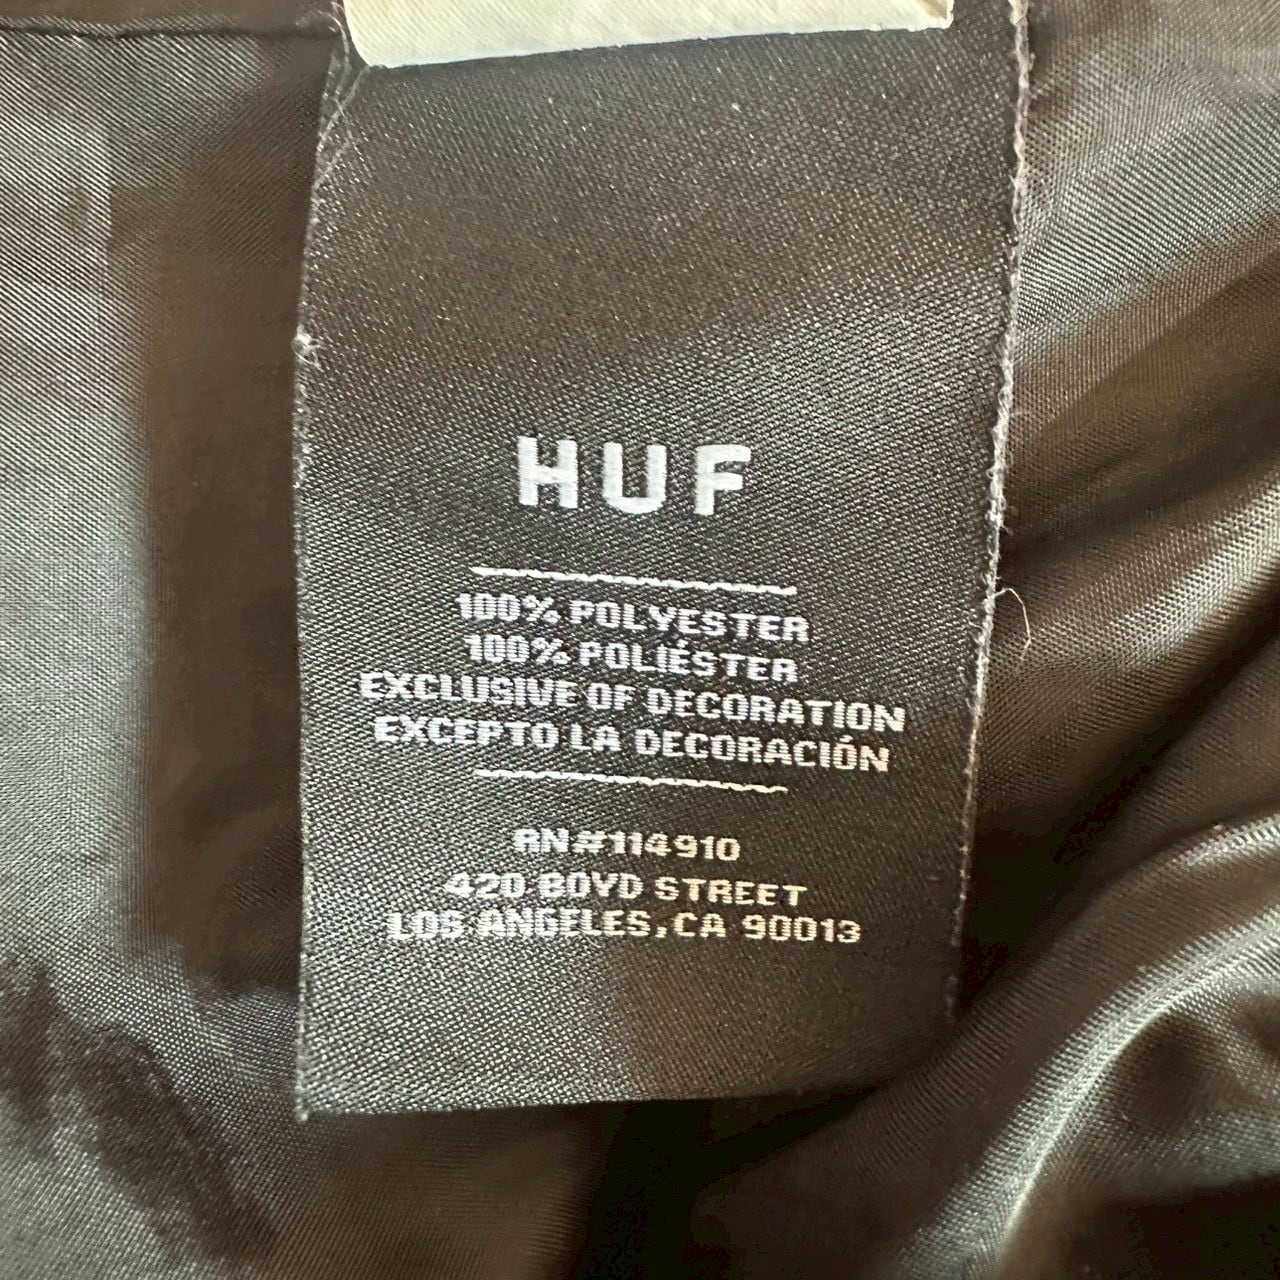 HUF
100% POLYESTER
100% POLIÉSTER
EXCLUSIVE OF DECORATION
EXCEPTO LA DECORACIÓN
RN#114910
420 BOYD STREET
LOS ANGELES,CA 90013